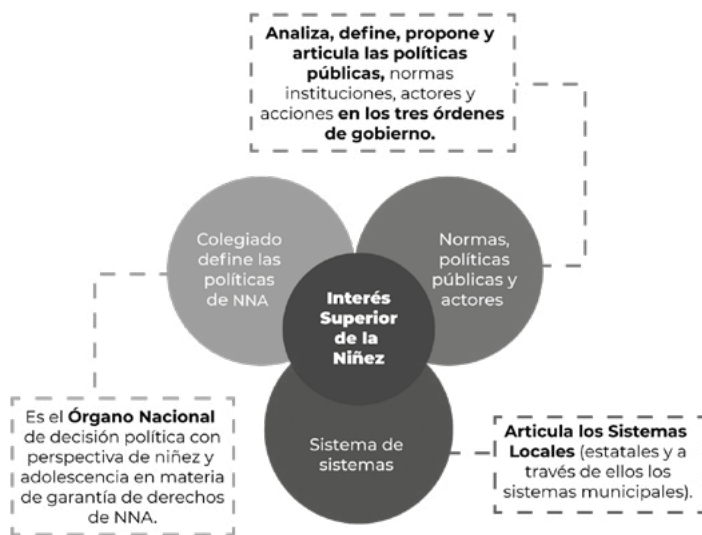 Analiza, define, propone y
articula las políticas
públicas, normas
instituciones, actores y
acciones en los tres órdenes
de gobierno.
Colegiado
define las
políticas
de NNA
Normas,
políticas
públicas y
actores
Interés
Superior
de la
Niñez
Sistema de
sistemas
Es el Órgano Nacional
de decisión política con
perspectiva de niñez y
adolescencia en materia
de garantía de derechos
de NNA.
Articula los Sistemas
Locales (estatales y a
través de ellos los
sistemas municipales).